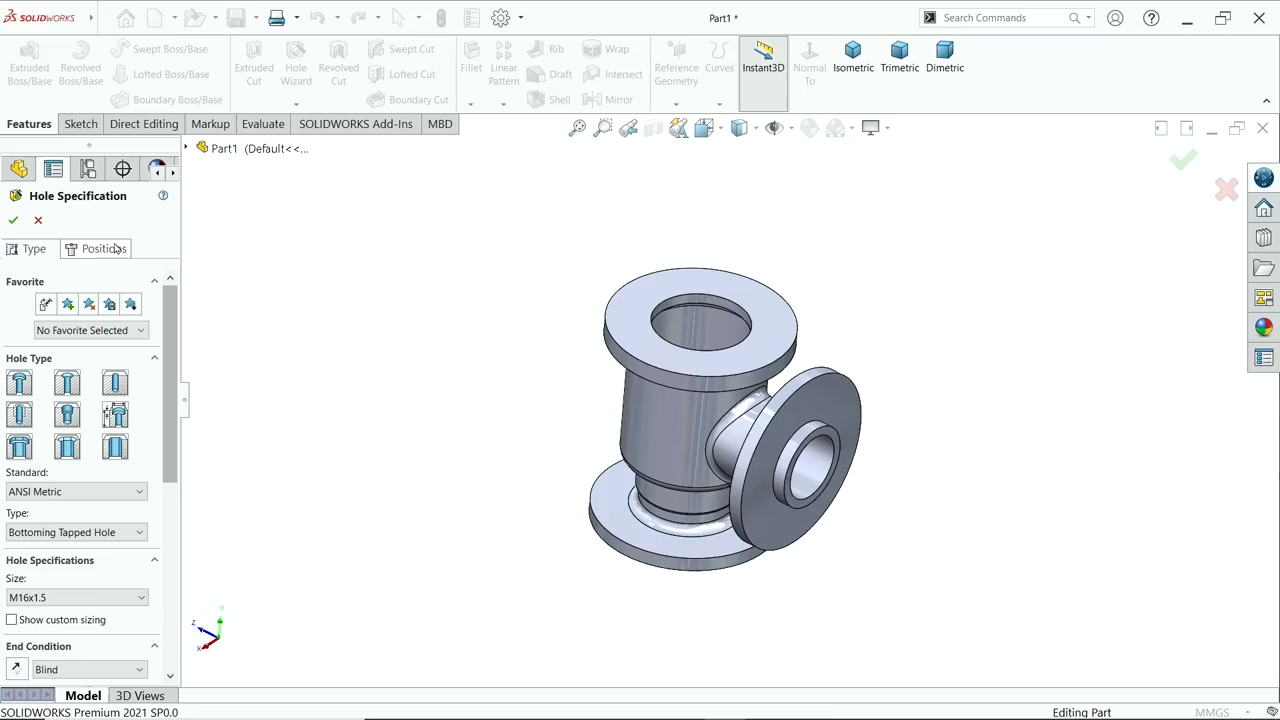 SOLIDWORKS
Part1 *
Search Commands
Extruded Boss/Base
Revolved Boss/Base
Swept Boss/Base
Lofted Boss/Base
Boundary Boss/Base
Extruded Cut
Hole Wizard
Revolved Cut
Swept Cut
Lofted Cut
Boundary Cut
Fillet
Linear Pattern
Rib
Draft
Shell
Wrap
Intersect
Mirror
Reference Geometry
Curves
Instant3D
Normal To
Isometric
Trimetric
Dimetric
Features
Sketch
Direct Editing
Markup
Evaluate
SOLIDWORKS Add-Ins
MBD
Part1 (Default<<...
Hole Specification
Type
Positions
Favorite
No Favorite Selected
Hole Type
Standard:
ANSI Metric
Type:
Bottoming Tapped Hole
Hole Specifications
Size:
M16x1.5
Show custom sizing
End Condition
Blind
Y
Z
X
Model
3D Views
SOLIDWORKS Premium 2021 SP0.0
Editing Part
MMGS